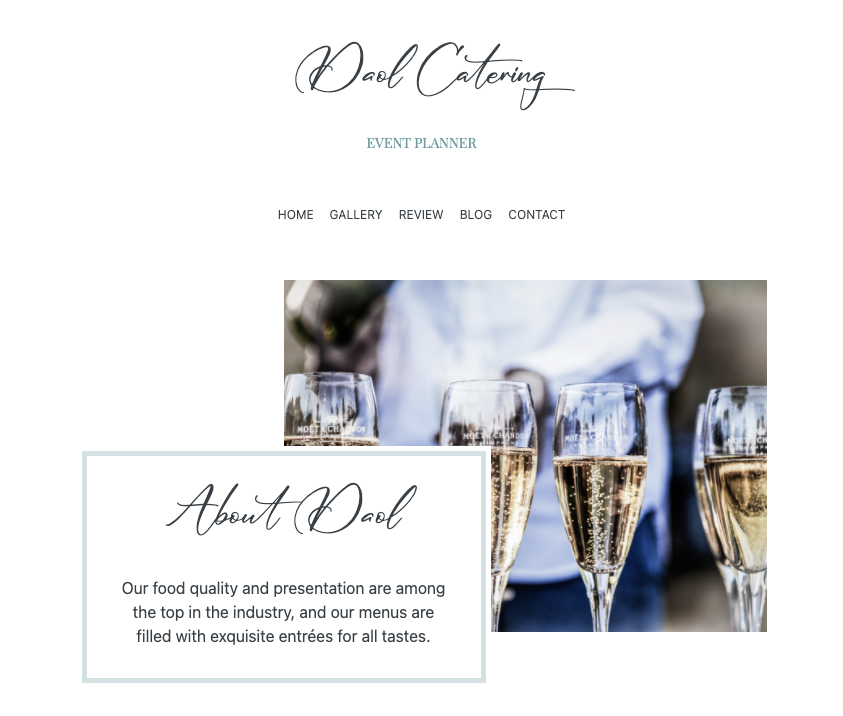 Daol Catering
EVENT PLANNER
HOME GALLERY REVIEW BLOG CONTACT
MOËT & CHANDON
About Daol
Our food quality and presentation are among
the top in the industry, and our menus are
filled with exquisite entrées for all tastes.